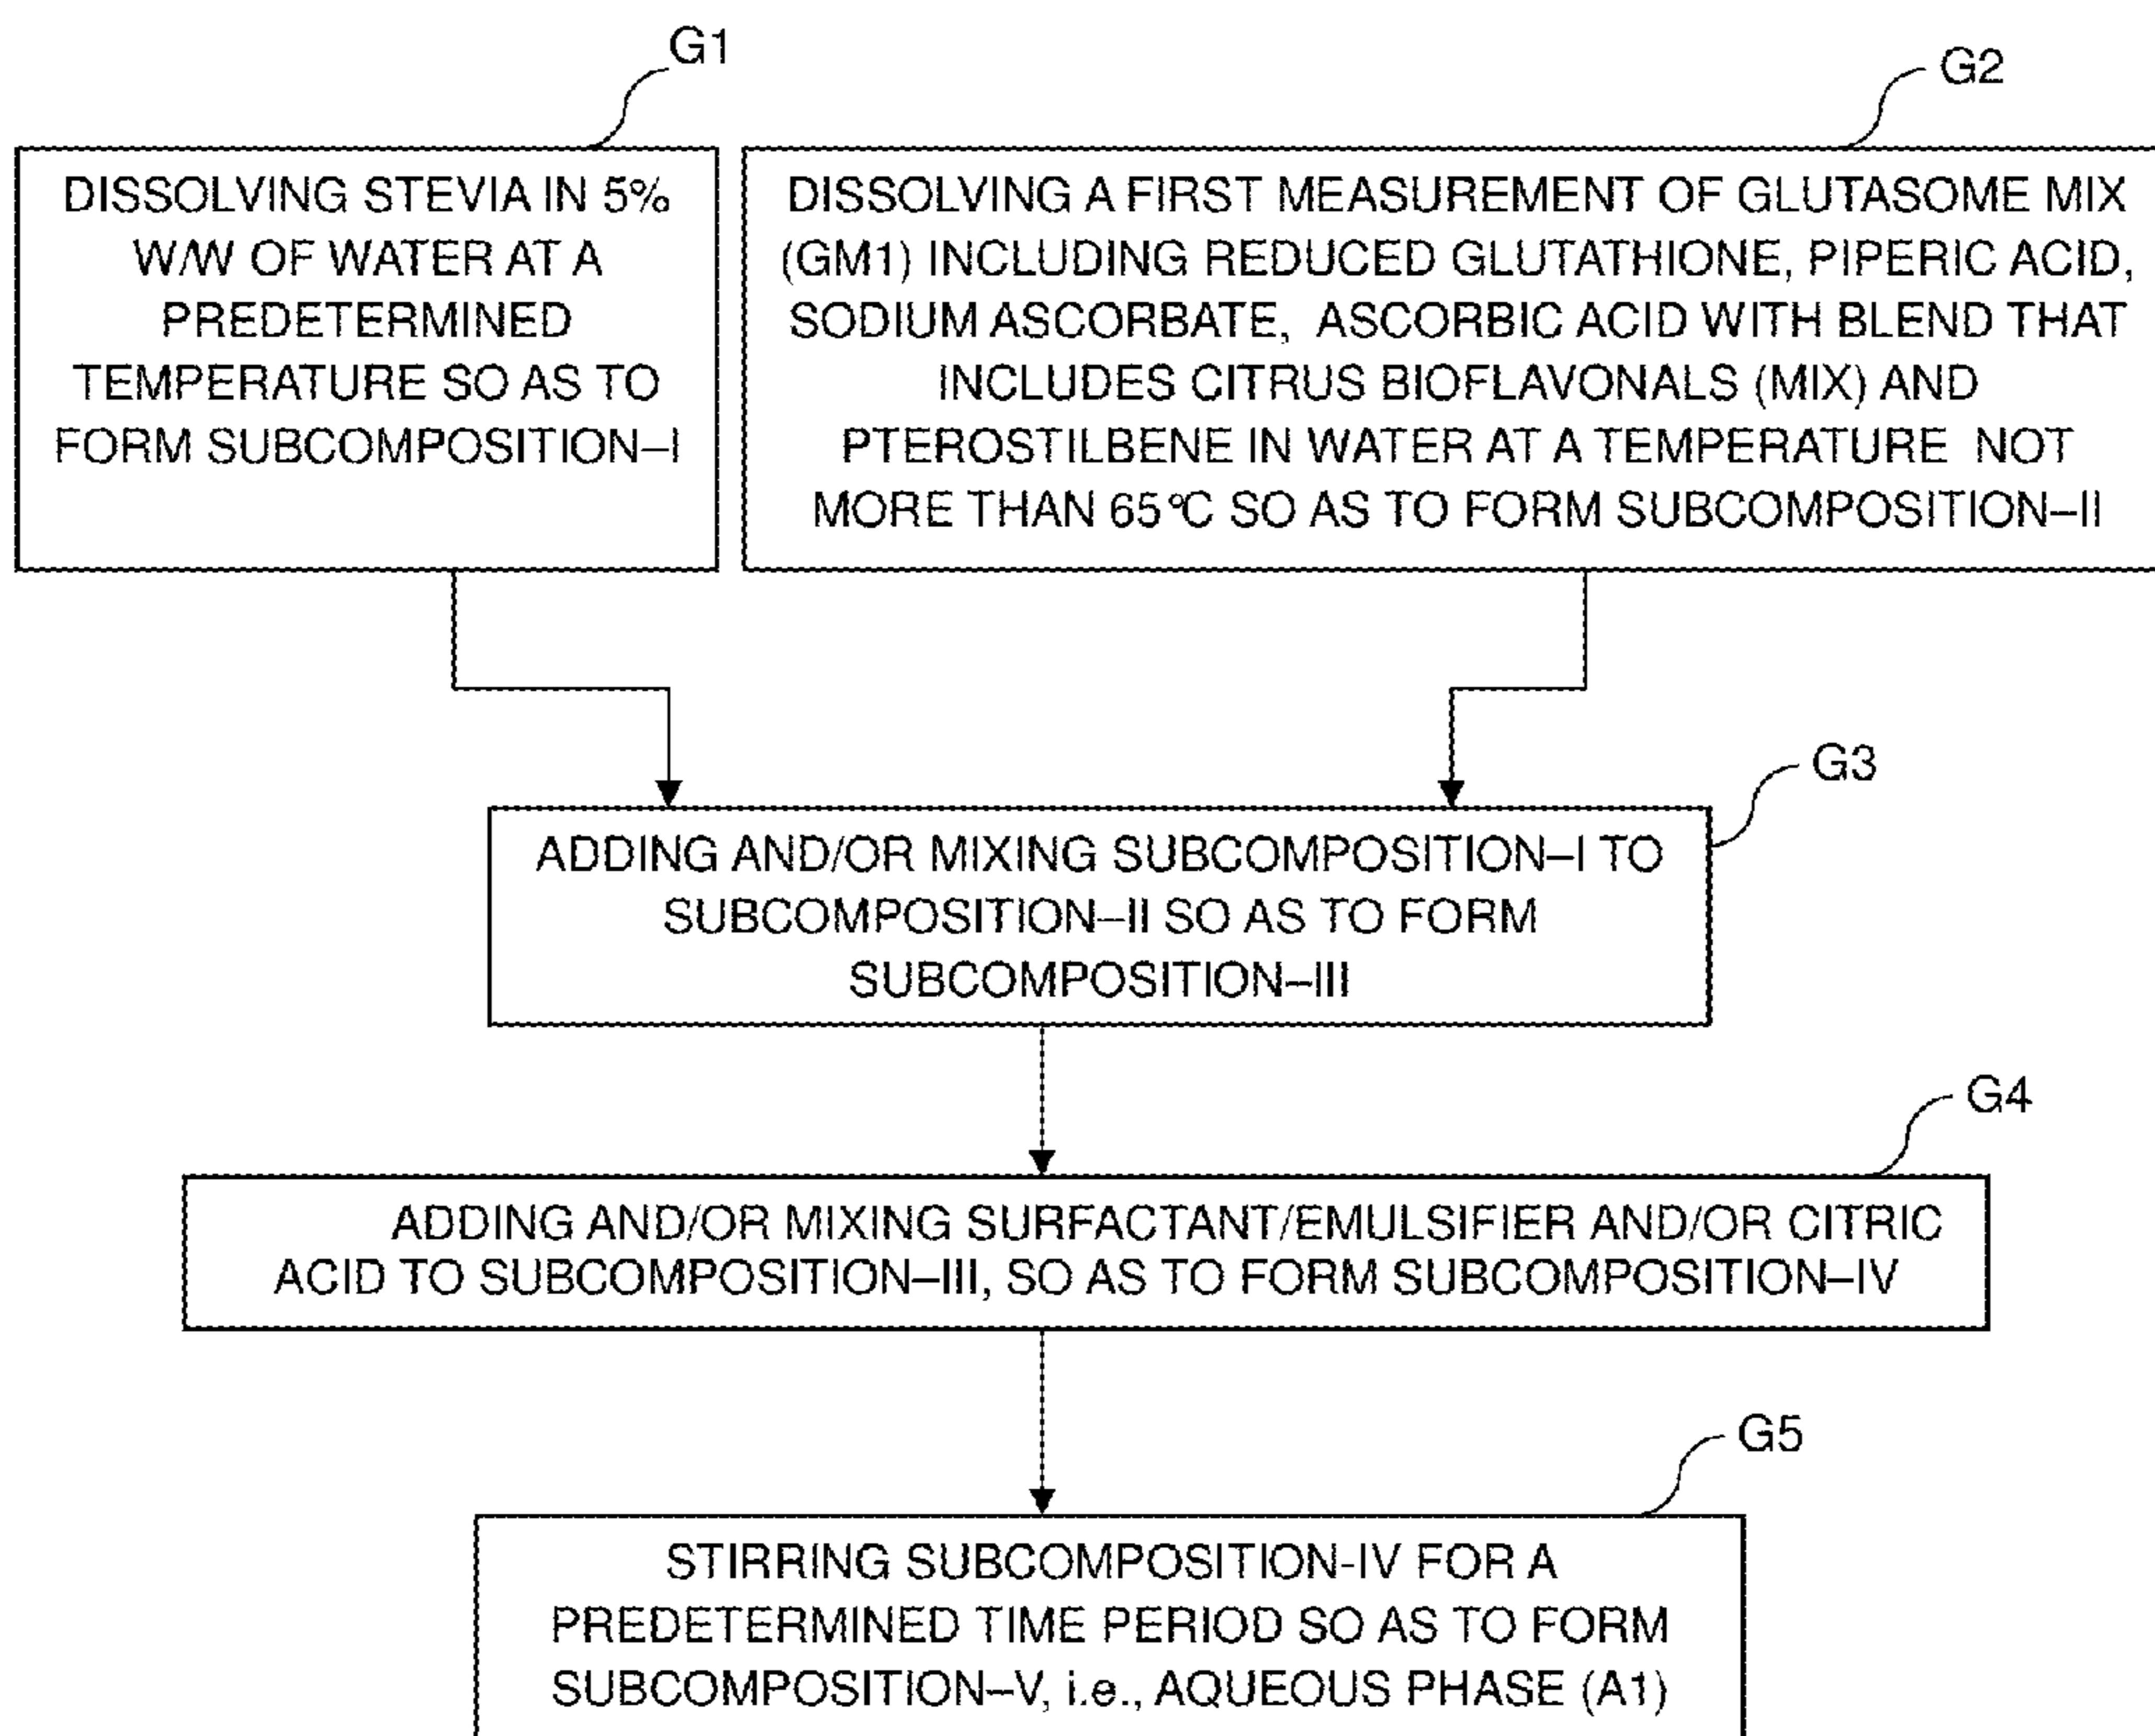 G1
DISSOLVING STEVIA IN 5%
W/W OF WATER AT A
PREDETERMINED
TEMPERATURE SO AS TO
FORM SUBCOMPOSITION–I
G2
DISSOLVING A FIRST MEASUREMENT OF GLUTASOME MIX
(GM1) INCLUDING REDUCED GLUTATHIONE, PIPERIC ACID,
SODIUM ASCORBATE, ASCORBIC ACID WITH BLEND THAT
INCLUDES CITRUS BIOFLAVONALS (MIX) AND
PTEROSTILBENE IN WATER AT A TEMPERATURE NOT
MORE THAN 65℃ SO AS TO FORM SUBCOMPOSITION–II
G3
ADDING AND/OR MIXING SUBCOMPOSITION–I TO
SUBCOMPOSITION–II SO AS TO FORM
SUBCOMPOSITION–III
G4
ADDING AND/OR MIXING SURFACTANT/EMULSIFIER AND/OR CITRIC
ACID TO SUBCOMPOSITION–III, SO AS TO FORM SUBCOMPOSITION–IV
G5
STIRRING SUBCOMPOSITION-IV FOR A
PREDETERMINED TIME PERIOD SO AS TO FORM
SUBCOMPOSITION–V, i.e., AQUEOUS PHASE (A1)